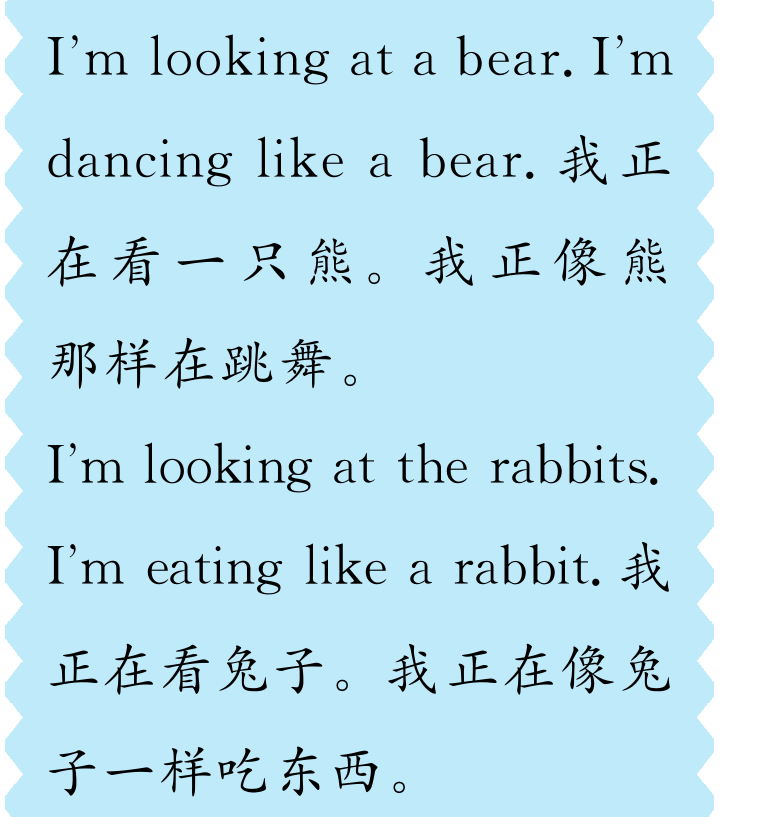 I'm looking at a bear. I'm
dancing like a bear. 我正
在看一只熊。我正像熊
那样在跳舞。
I'm looking at the rabbits.
I'm eating like a rabbit. 我
正在看兔子。我正在像兔
子一样吃东西。